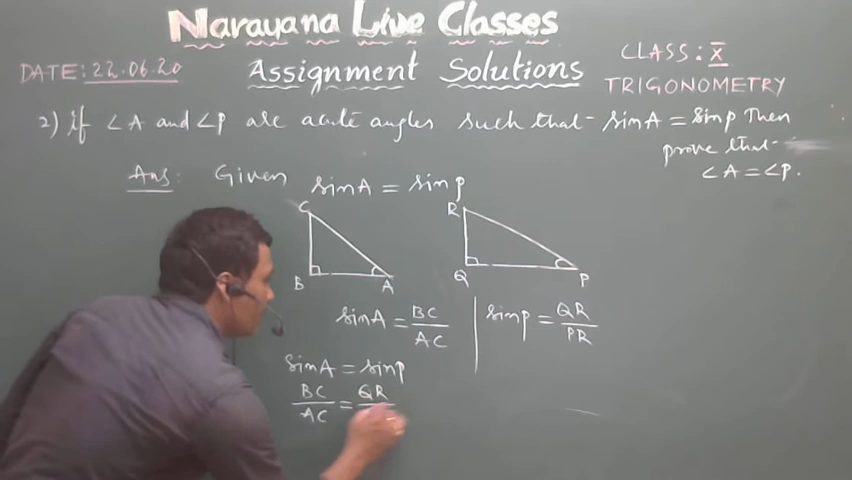 Narayana Live Classes
DATE: 22.06.20
Assignment Solutions
CLASS: X
TRIGONOMETRY
2) if ∠A and ∠P are acute angles such that sinA = sinp Then
prove that
∠A = ∠P.
Ans: Given sinA = sinp
C
B
A
R
Q
P
sinA = BC/AC
sinp = QR/PR
sinA = sinp
BC/AC = QR